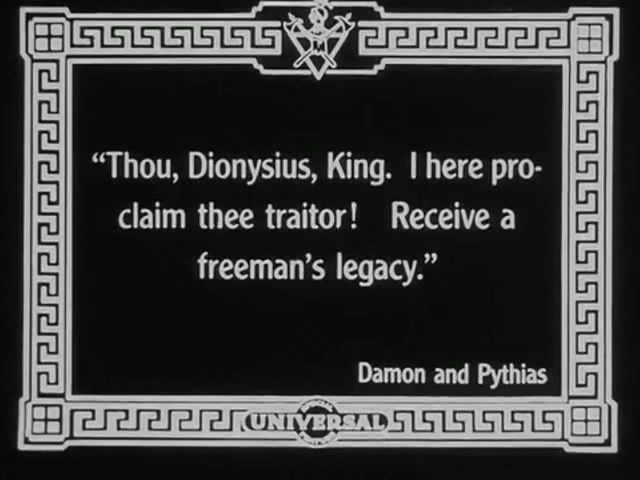 “Thou, Dionysius, King. I here pro-
claim thee traitor! Receive a
freeman's legacy.”
Damon and Pythias
UNIVERSAL